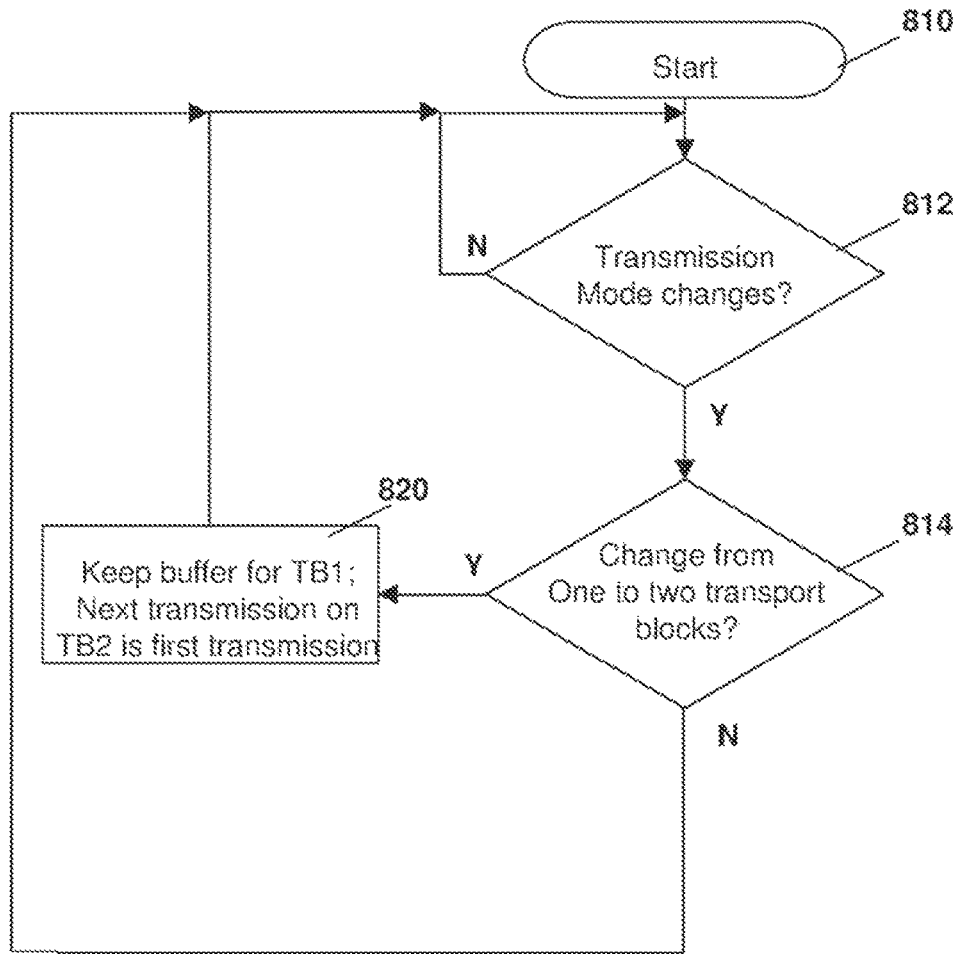 810
Start
812
N
Transmission
Mode changes?
Y
820
814
Y
Keep buffer for TB1;
Next transmission on
TB2 is first transmission
Change from
One to two transport
blocks?
N